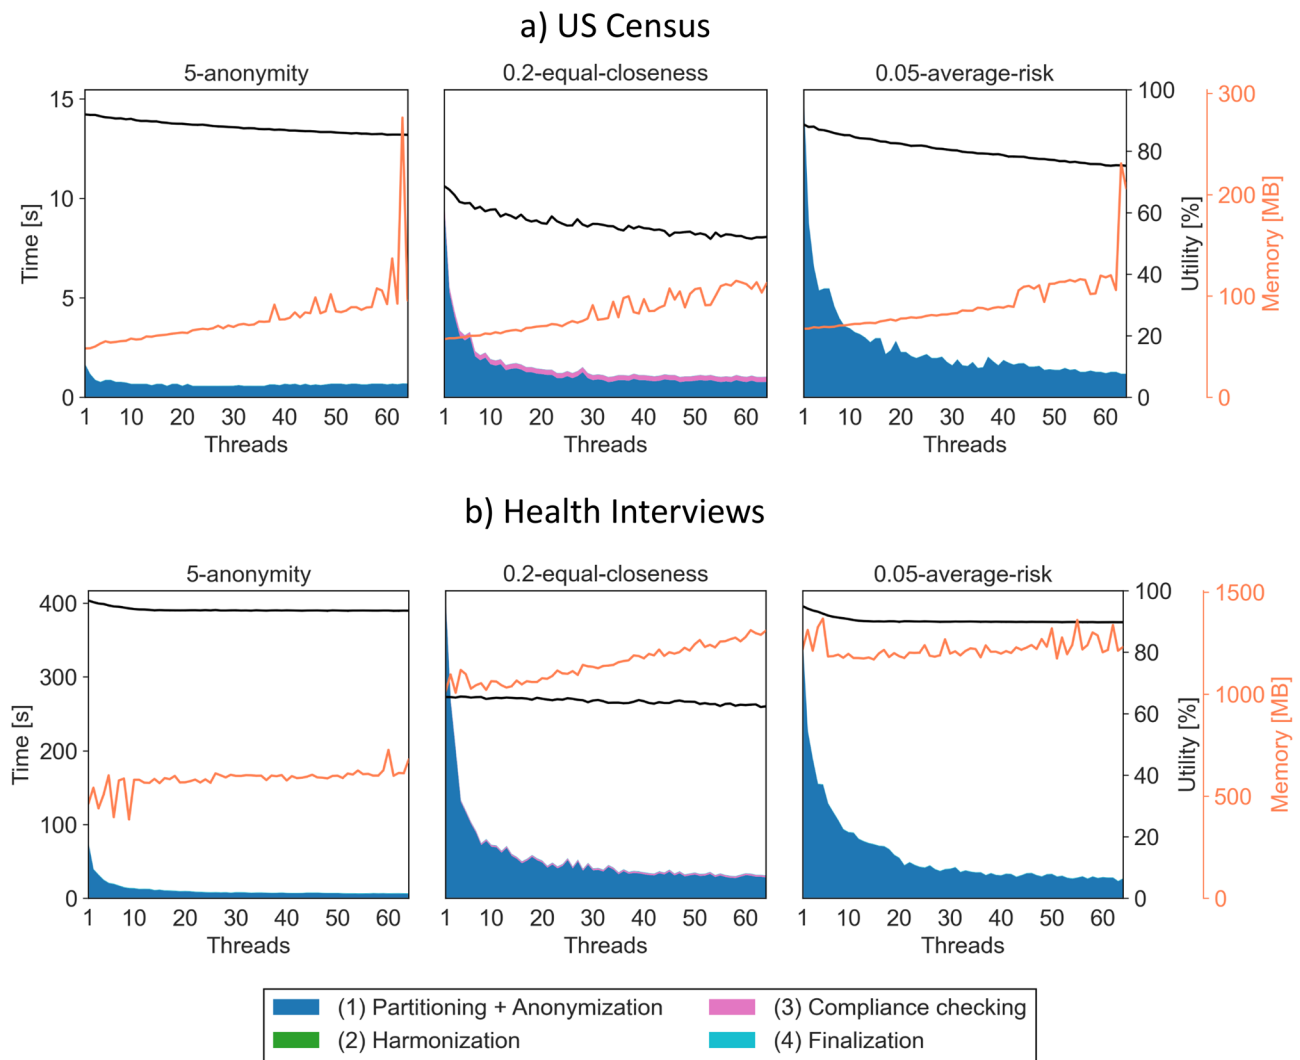 a) US Census
5-anonymity
0.2-equal-closeness
0.05-average-risk
15
10
5
0
Time [s]
1 10 20 30 40 50 60
Threads
1 10 20 30 40 50 60
Threads
1 10 20 30 40 50 60
Threads
100
80
60
40
20
0
Utility [%]
300
200
100
0
Memory [MB]
b) Health Interviews
5-anonymity
0.2-equal-closeness
0.05-average-risk
400
300
200
100
0
Time [s]
1 10 20 30 40 50 60
Threads
1 10 20 30 40 50 60
Threads
1 10 20 30 40 50 60
Threads
100
80
60
40
20
0
Utility [%]
1500
1000
500
0
Memory [MB]
(1) Partitioning + Anonymization
(2) Harmonization
(3) Compliance checking
(4) Finalization